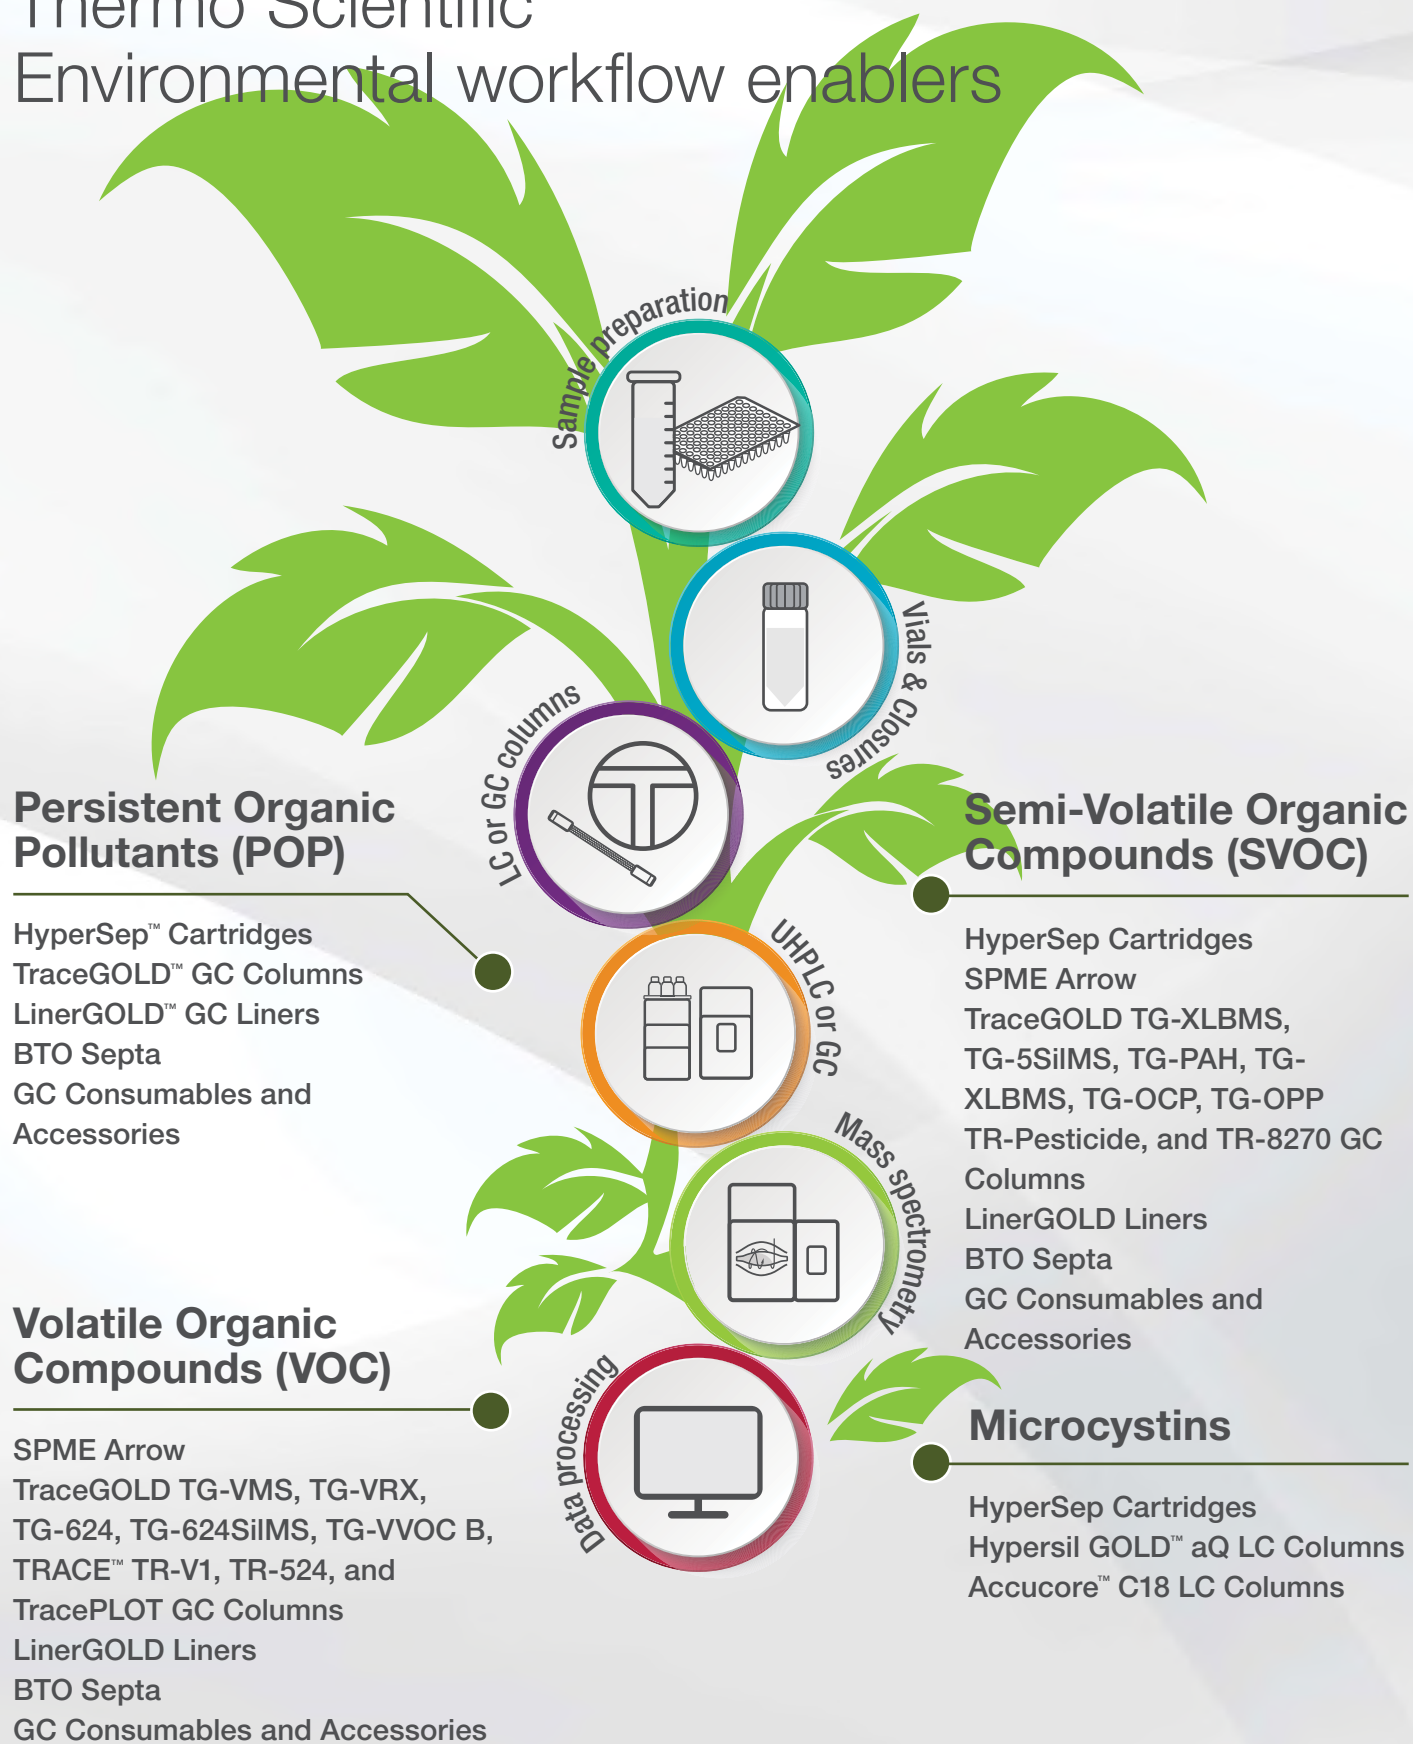 Thermo Scientific
Environmental workflow enablers
Sample preparation
Vials & Closures
LC or GC columns
UHPLC or GC
Mass spectrometry
Data processing
Persistent Organic
Pollutants (POP)
HyperSep™ Cartridges
TraceGOLD™ GC Columns
LinerGOLD™ GC Liners
BTO Septa
GC Consumables and
Accessories
Volatile Organic
Compounds (VOC)
SPME Arrow
TraceGOLD TG-VMS, TG-VRX,
TG-624, TG-624SilMS, TG-VVOC B,
TRACE™ TR-V1, TR-524, and
TracePLOT GC Columns
LinerGOLD Liners
BTO Septa
GC Consumables and Accessories
Semi-Volatile Organic
Compounds (SVOC)
HyperSep Cartridges
SPME Arrow
TraceGOLD TG-XLBMS,
TG-5SilMS, TG-PAH, TG-
XLBMS, TG-OCP, TG-OPP
TR-Pesticide, and TR-8270 GC
Columns
LinerGOLD Liners
BTO Septa
GC Consumables and
Accessories
Microcystins
HyperSep Cartridges
Hypersil GOLD™ aQ LC Columns
Accucore™ C18 LC Columns